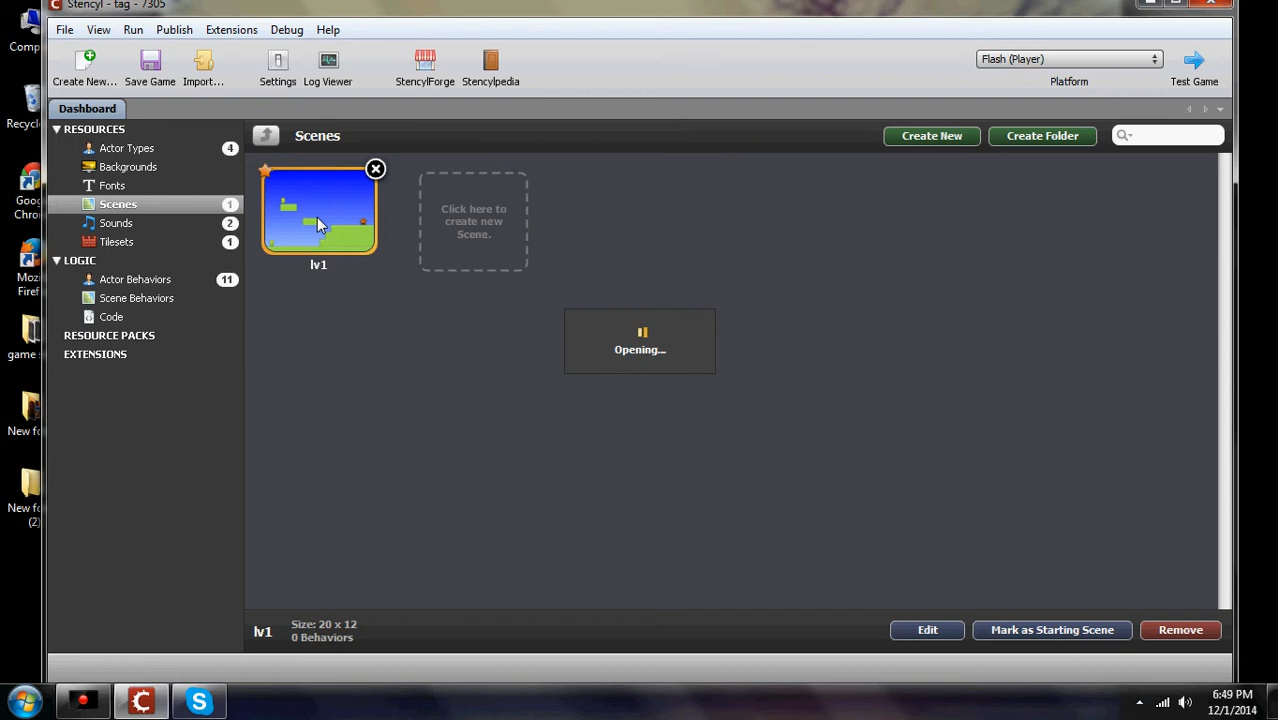 Stencyl - tag - 7305
File View Run Publish Extensions Debug Help
Create New... Save Game Import... Settings Log Viewer StencylForge Stencylpedia
Flash (Player)
Platform
Test Game
Dashboard
RESOURCES
Actor Types 4
Backgrounds
Fonts
Scenes 1
Sounds 2
Tilesets 1
LOGIC
Actor Behaviors 11
Scene Behaviors
Code
RESOURCE PACKS
EXTENSIONS
Scenes
Create New
Create Folder
lv1
Click here to
create new
Scene.
Opening...
lv1
Size: 20 x 12
0 Behaviors
Edit
Mark as Starting Scene
Remove
Comp
Recycl
Goog
Chron
Mozi
Firef
game s
New fo
New fo
(2)
6:49 PM
12/1/2014